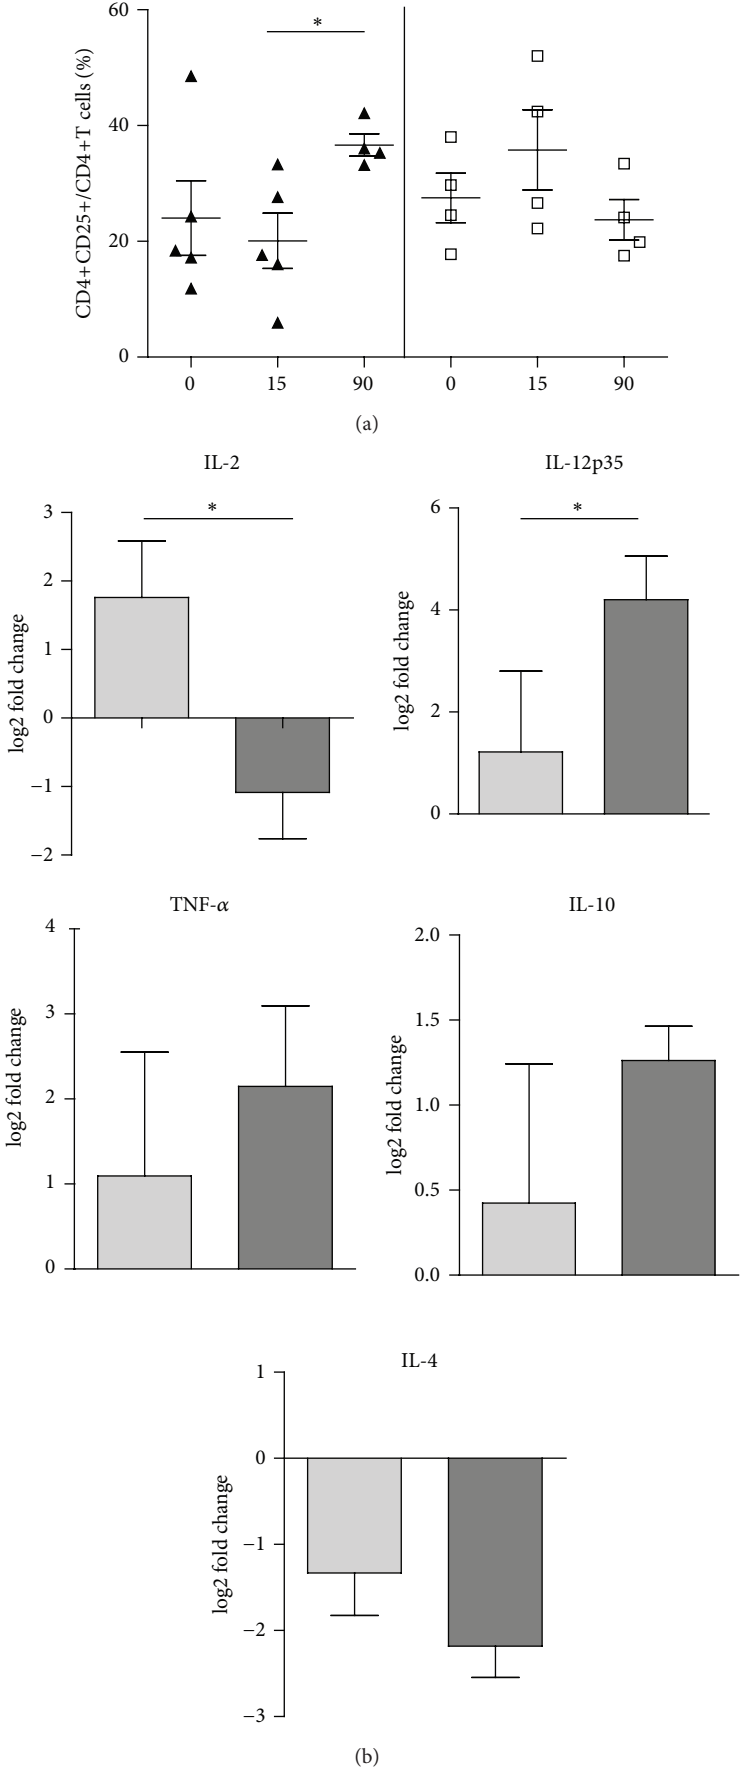 CD4+CD25+/CD4+T cells (%)
60
40
20
0
*
0 15 90 0 15 90
(a)
IL-2
log2 fold change
3
2
1
0
−1
−2
*
IL-12p35
log2 fold change
6
4
2
0
*
TNF-α
log2 fold change
4
3
2
1
0
IL-10
log2 fold change
2.0
1.5
1.0
0.5
0.0
IL-4
log2 fold change
1
0
−1
−2
−3
(b)